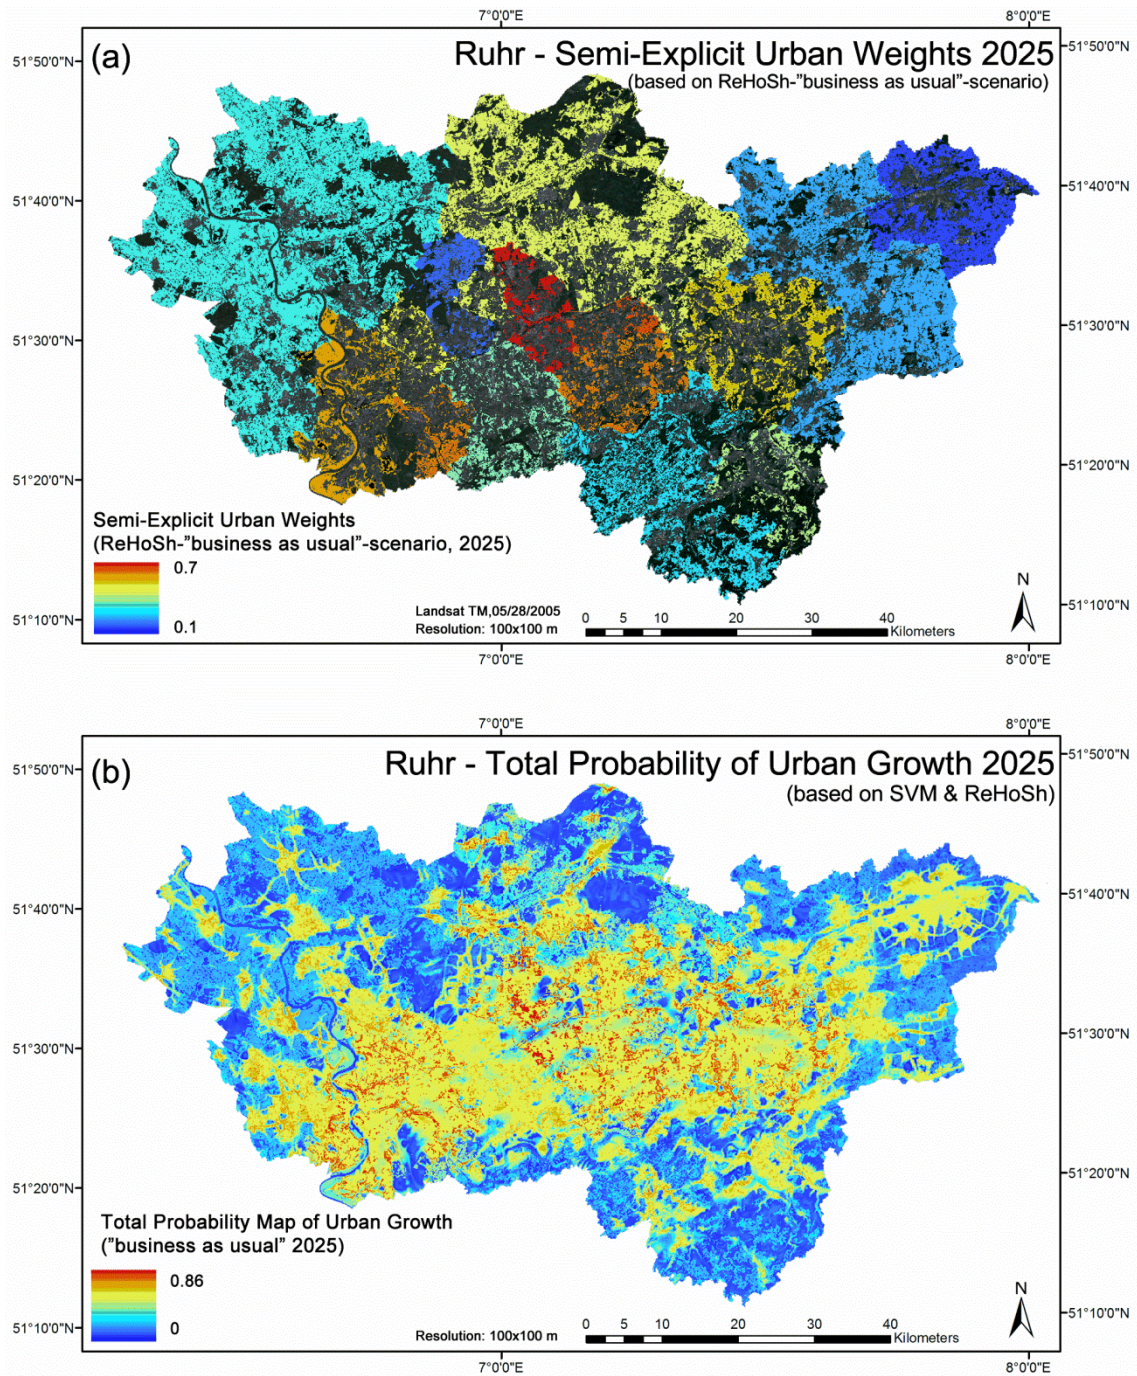 7°0'0"E 8°0'0"E
(a) Ruhr - Semi-Explicit Urban Weights 2025
(based on ReHoSh-"business as usual"-scenario)
51°50'0"N 51°50'0"N
51°40'0"N 51°40'0"N
51°30'0"N 51°30'0"N
51°20'0"N 51°20'0"N
Semi-Explicit Urban Weights
(ReHoSh-"business as usual"-scenario, 2025)
0.7
0.1
Landsat TM,05/28/2005
Resolution: 100x100 m
0 5 10 20 30 40
Kilometers
N
51°10'0"N 51°10'0"N
7°0'0"E 8°0'0"E
7°0'0"E 8°0'0"E
(b) Ruhr - Total Probability of Urban Growth 2025
(based on SVM & ReHoSh)
51°50'0"N 51°50'0"N
51°40'0"N 51°40'0"N
51°30'0"N 51°30'0"N
51°20'0"N 51°20'0"N
Total Probability Map of Urban Growth
("business as usual" 2025)
0.86
0
Resolution: 100x100 m
0 5 10 20 30 40
Kilometers
N
51°10'0"N 51°10'0"N
7°0'0"E 8°0'0"E